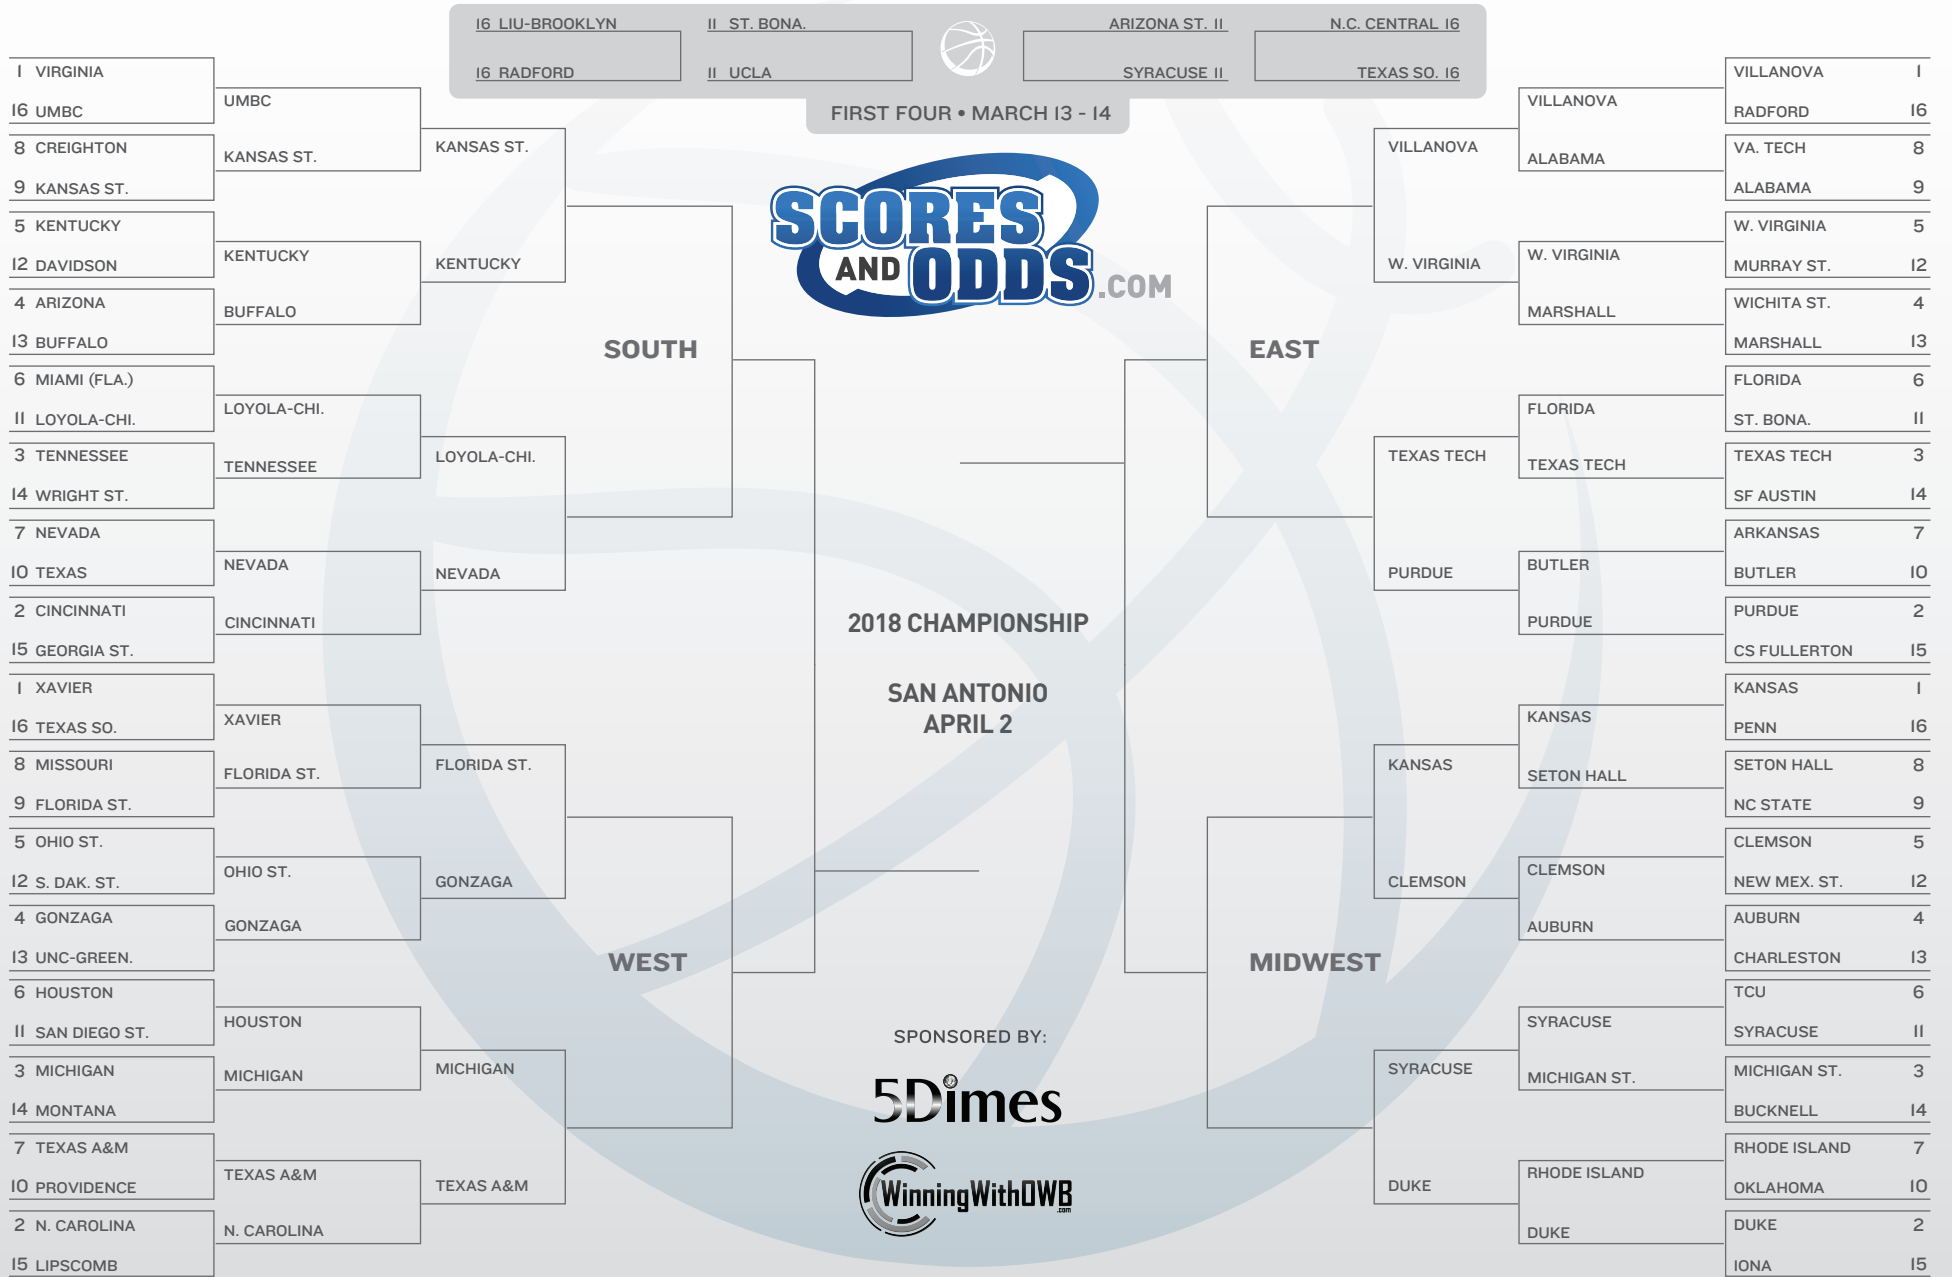 16 LIU-BROOKLYN
16 RADFORD
11 ST. BONA.
11 UCLA
ARIZONA ST. 11
SYRACUSE 11
N.C. CENTRAL 16
TEXAS SO. 16
FIRST FOUR • MARCH 13 - 14
1 VIRGINIA
16 UMBC
8 CREIGHTON
9 KANSAS ST.
5 KENTUCKY
12 DAVIDSON
4 ARIZONA
13 BUFFALO
6 MIAMI (FLA.)
11 LOYOLA-CHI.
3 TENNESSEE
14 WRIGHT ST.
7 NEVADA
10 TEXAS
2 CINCINNATI
15 GEORGIA ST.
1 XAVIER
16 TEXAS SO.
8 MISSOURI
9 FLORIDA ST.
5 OHIO ST.
12 S. DAK. ST.
4 GONZAGA
13 UNC-GREEN.
6 HOUSTON
11 SAN DIEGO ST.
3 MICHIGAN
14 MONTANA
7 TEXAS A&M
10 PROVIDENCE
2 N. CAROLINA
15 LIPSCOMB
UMBC
KANSAS ST.
KENTUCKY
BUFFALO
LOYOLA-CHI.
TENNESSEE
NEVADA
CINCINNATI
XAVIER
FLORIDA ST.
OHIO ST.
GONZAGA
HOUSTON
MICHIGAN
TEXAS A&M
N. CAROLINA
KANSAS ST.
KENTUCKY
LOYOLA-CHI.
NEVADA
FLORIDA ST.
GONZAGA
MICHIGAN
TEXAS A&M
SOUTH
WEST
SCORES
AND ODDS.COM
2018 CHAMPIONSHIP
SAN ANTONIO
APRIL 2
SPONSORED BY:
5Dimes
WinningWithOWB
.com
EAST
MIDWEST
VILLANOVA
W. VIRGINIA
TEXAS TECH
PURDUE
KANSAS
CLEMSON
SYRACUSE
DUKE
VILLANOVA
ALABAMA
W. VIRGINIA
MARSHALL
FLORIDA
TEXAS TECH
BUTLER
PURDUE
KANSAS
SETON HALL
CLEMSON
AUBURN
SYRACUSE
MICHIGAN ST.
RHODE ISLAND
DUKE
VILLANOVA 1
RADFORD 16
VA. TECH 8
ALABAMA 9
W. VIRGINIA 5
MURRAY ST. 12
WICHITA ST. 4
MARSHALL 13
FLORIDA 6
ST. BONA. 11
TEXAS TECH 3
SF AUSTIN 14
ARKANSAS 7
BUTLER 10
PURDUE 2
CS FULLERTON 15
KANSAS 1
PENN 16
SETON HALL 8
NC STATE 9
CLEMSON 5
NEW MEX. ST. 12
AUBURN 4
CHARLESTON 13
TCU 6
SYRACUSE 11
MICHIGAN ST. 3
BUCKNELL 14
RHODE ISLAND 7
OKLAHOMA 10
DUKE 2
IONA 15